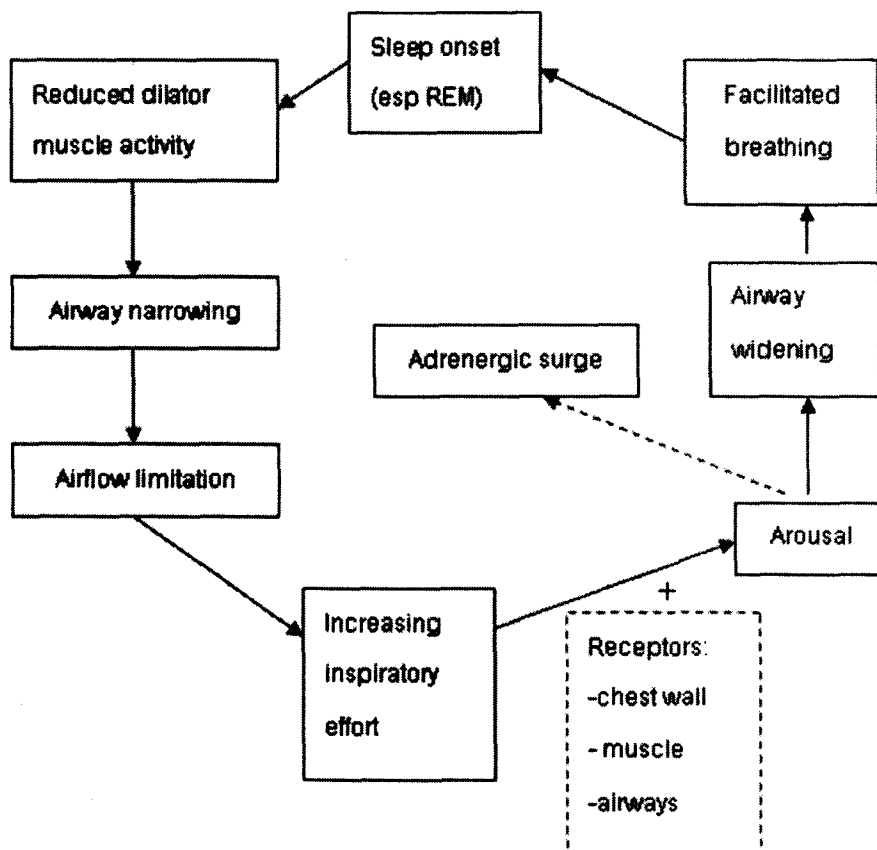 Sleep onset
(esp REM)
Reduced dilator
muscle activity
Airway narrowing
Airflow limitation
Increasing
inspiratory
effort
+
Receptors:
-chest wall
- muscle
-airways
Arousal
Adrenergic surge
Airway
widening
Facilitated
breathing